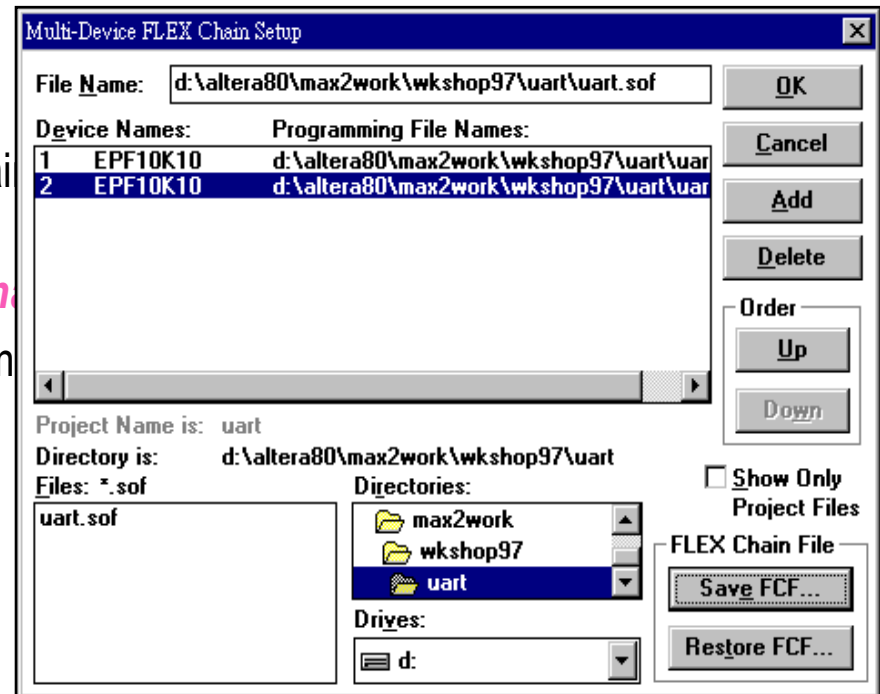 Multi-Device FLEX Chain Setup
File Name: d:\altera80\max2work\wkshop97\uart\uart.sof
OK
Device Names: Programming File Names:
Cancel
1 EPF10K10 d:\altera80\max2work\wkshop97\uart\uar
2 EPF10K10 d:\altera80\max2work\wkshop97\uart\uar
Add
Delete
Order
Up
Down
Project Name is: uart
Directory is: d:\altera80\max2work\wkshop97\uart
Files: *.sof
uart.sof
Directories:
max2work
wkshop97
uart
Drives:
d:
Show Only
Project Files
FLEX Chain File
Save FCF...
Restore FCF...